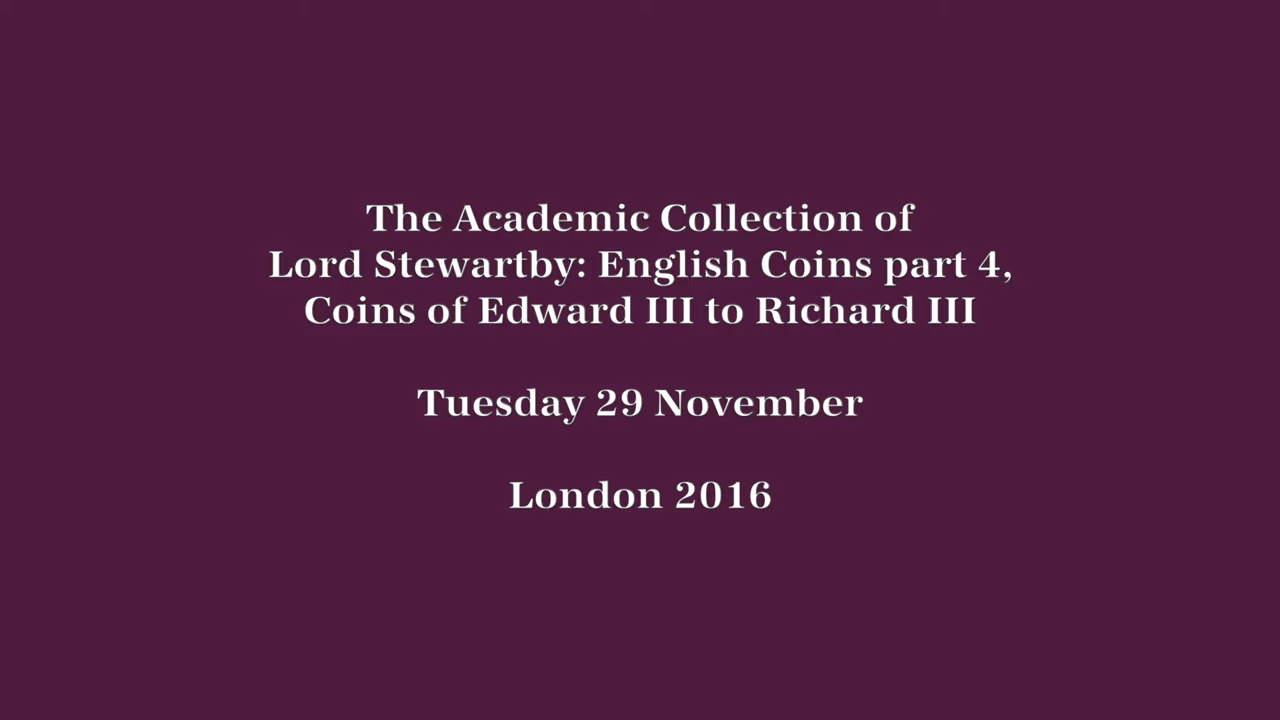 The Academic Collection of
Lord Stewartby: English Coins part 4,
Coins of Edward III to Richard III
Tuesday 29 November
London 2016